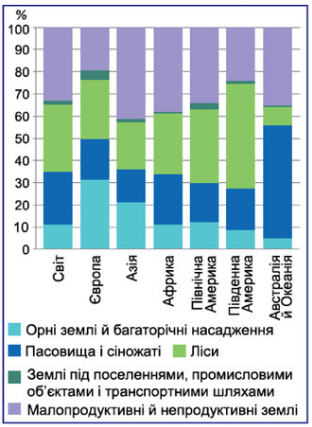 %
100
90
80
70
60
50
40
30
20
10
0
Світ
Європа
Азія
Африка
Північна
Америка
Південна
Америка
Австралія
й Океанія
Орні землі й багаторічні насадження
Пасовища і сіножаті Ліси
Землі під поселеннями, промисловими
об'єктами і транспортними шляхами
Малопродуктивні й непродуктивні землі